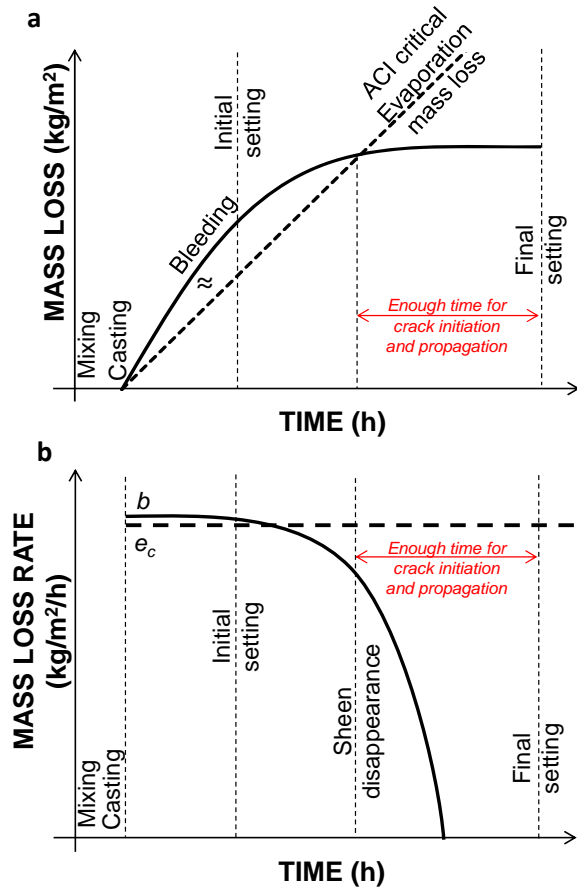 a
MASS LOSS (kg/m²)
Mixing
Casting
Bleeding
≈
Initial
setting
ACI critical
Evaporation
mass loss
Enough time for
crack initiation
and propagation
Final
setting
TIME (h)
b
MASS LOSS RATE
(kg/m²/h)
Mixing
Casting
b
e_c
Initial
setting
Sheen
disappearance
Enough time for
crack initiation
and propagation
Final
setting
TIME (h)